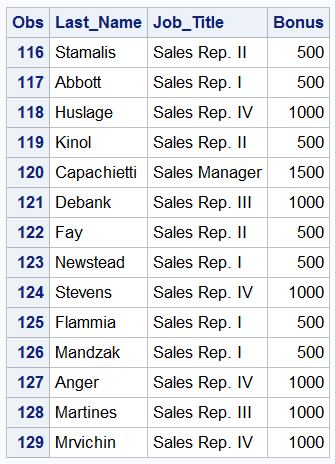 Obs Last_Name Job_Title Bonus
116 Stamalis Sales Rep. II 500
117 Abbott Sales Rep. I 500
118 Huslage Sales Rep. IV 1000
119 Kinol Sales Rep. II 500
120 Capachietti Sales Manager 1500
121 Debank Sales Rep. III 1000
122 Fay Sales Rep. II 500
123 Newstead Sales Rep. I 500
124 Stevens Sales Rep. IV 1000
125 Flammia Sales Rep. I 500
126 Mandzak Sales Rep. I 500
127 Anger Sales Rep. IV 1000
128 Martines Sales Rep. III 1000
129 Mrvichin Sales Rep. IV 1000